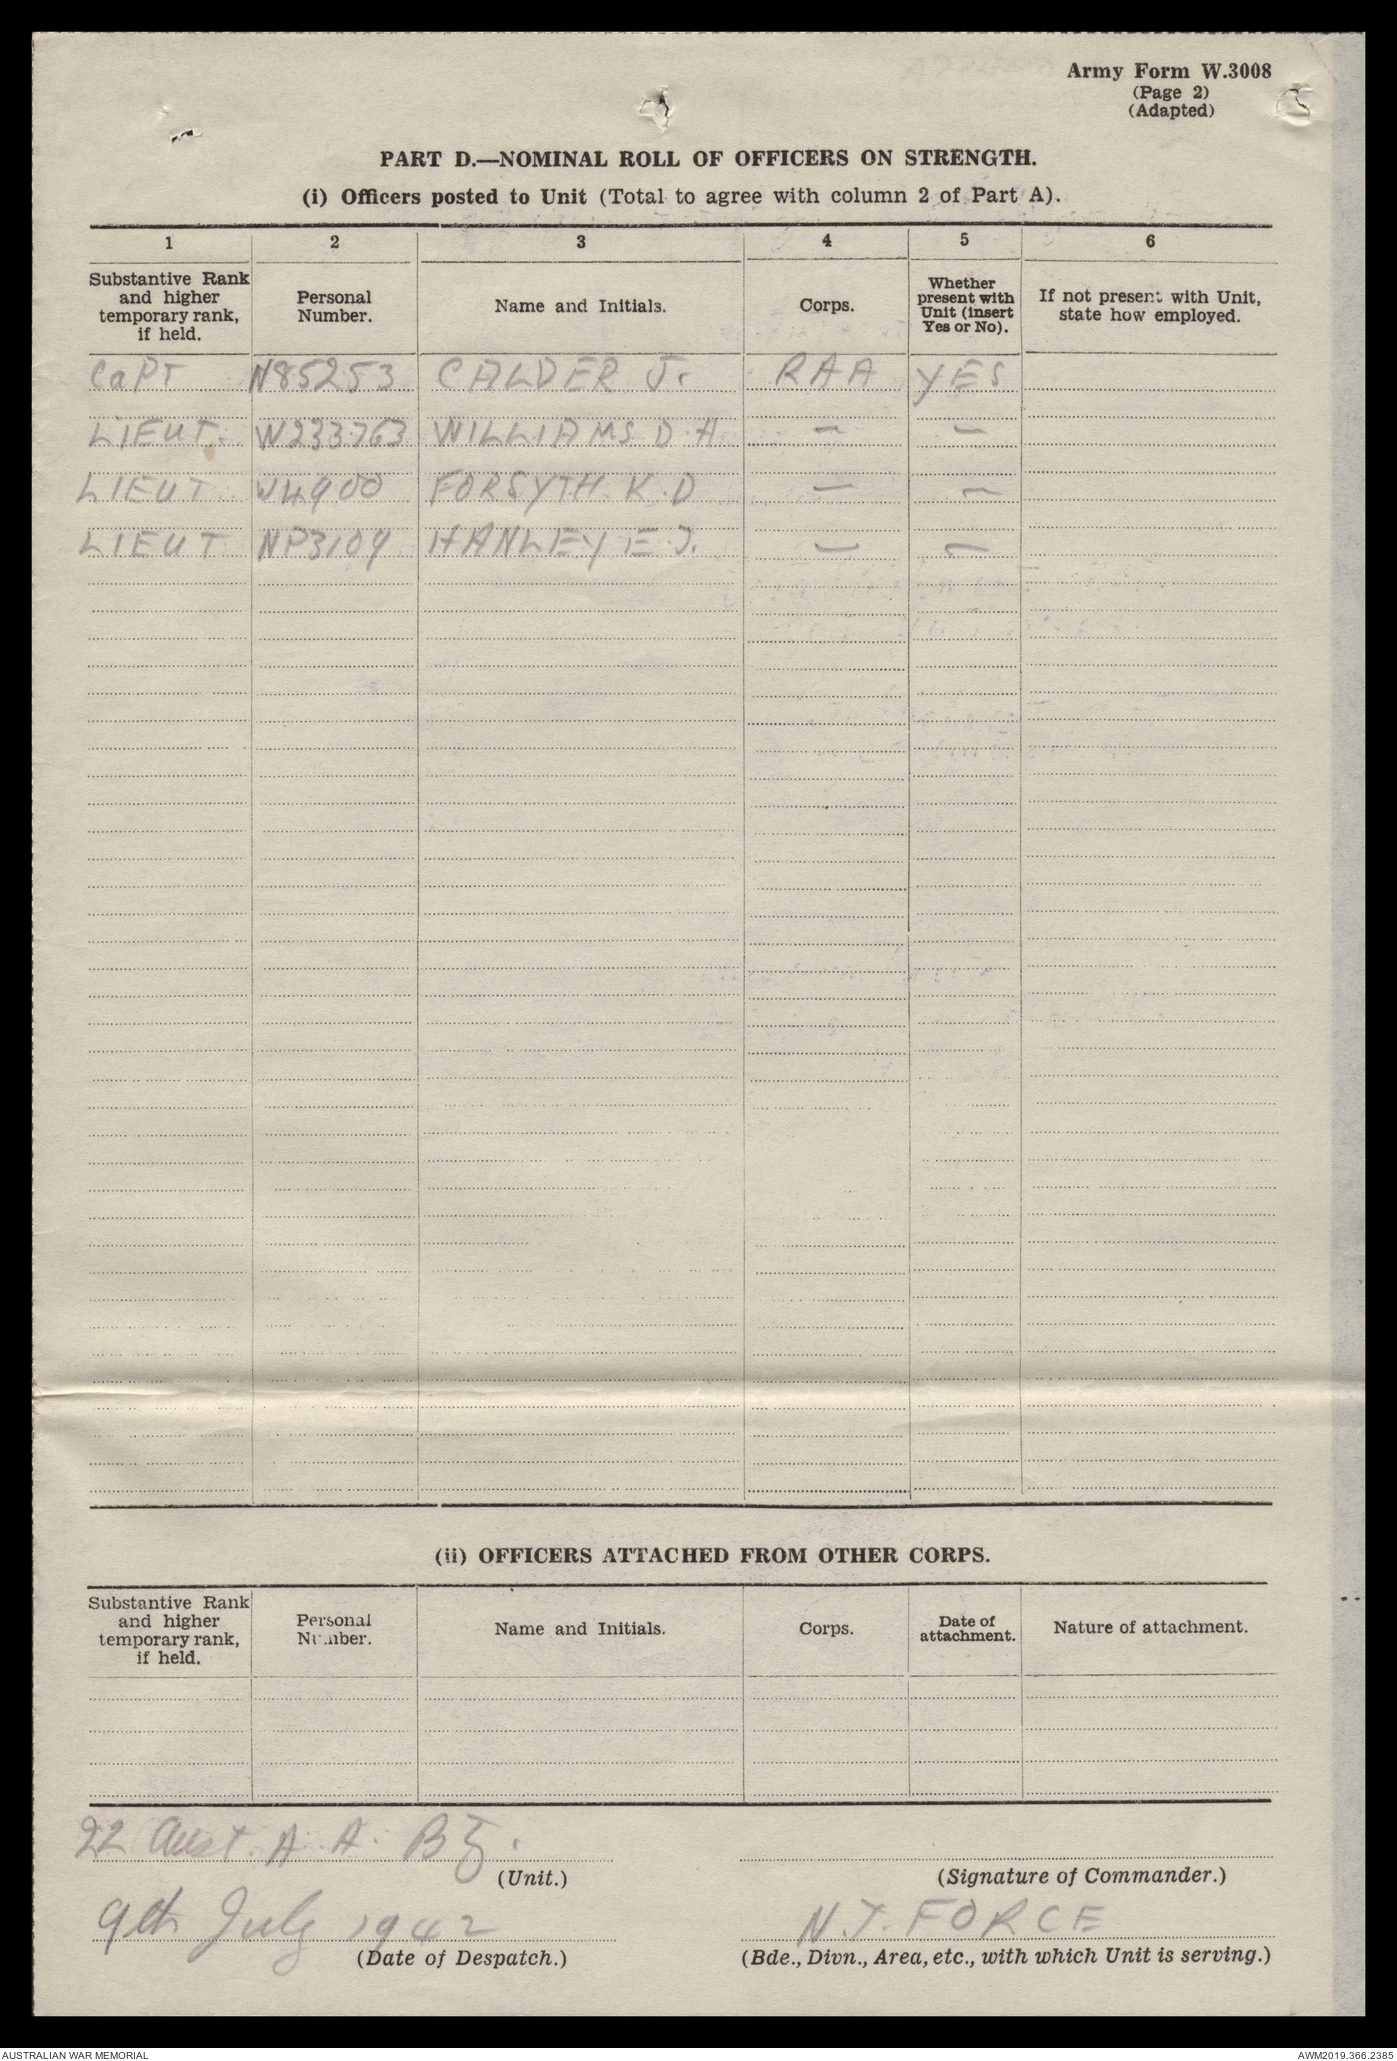 Army Form W.3008
(Page 2)
(Adapted)
PART D.—NOMINAL ROLL OF OFFICERS ON STRENGTH.
(i) Officers posted to Unit (Total to agree with column 2 of Part A).
1 2 3 4 5 6
Substantive Rank and higher temporary rank, if held. Personal Number. Name and Initials. Corps. Whether present with Unit (insert Yes or No). If not present with Unit, state how employed.
CaPT N85253 CALDER J. RAA YES
LIEUT. W233763 WILLIAMS D.H. — —
LIEUT W4900 FORSYTH K.D — —
LIEUT NP3109 HANLEY E.J. — —
(ii) OFFICERS ATTACHED FROM OTHER CORPS.
Substantive Rank and higher temporary rank, if held. Personal Number. Name and Initials. Corps. Date of attachment. Nature of attachment.
22 Aust. A. A. Bty.
(Unit.) (Signature of Commander.)
9th July 1942 N.T. FORCE
(Date of Despatch.) (Bde., Divn., Area, etc., with which Unit is serving.)
AUSTRALIAN WAR MEMORIAL AWM2019.366.2385